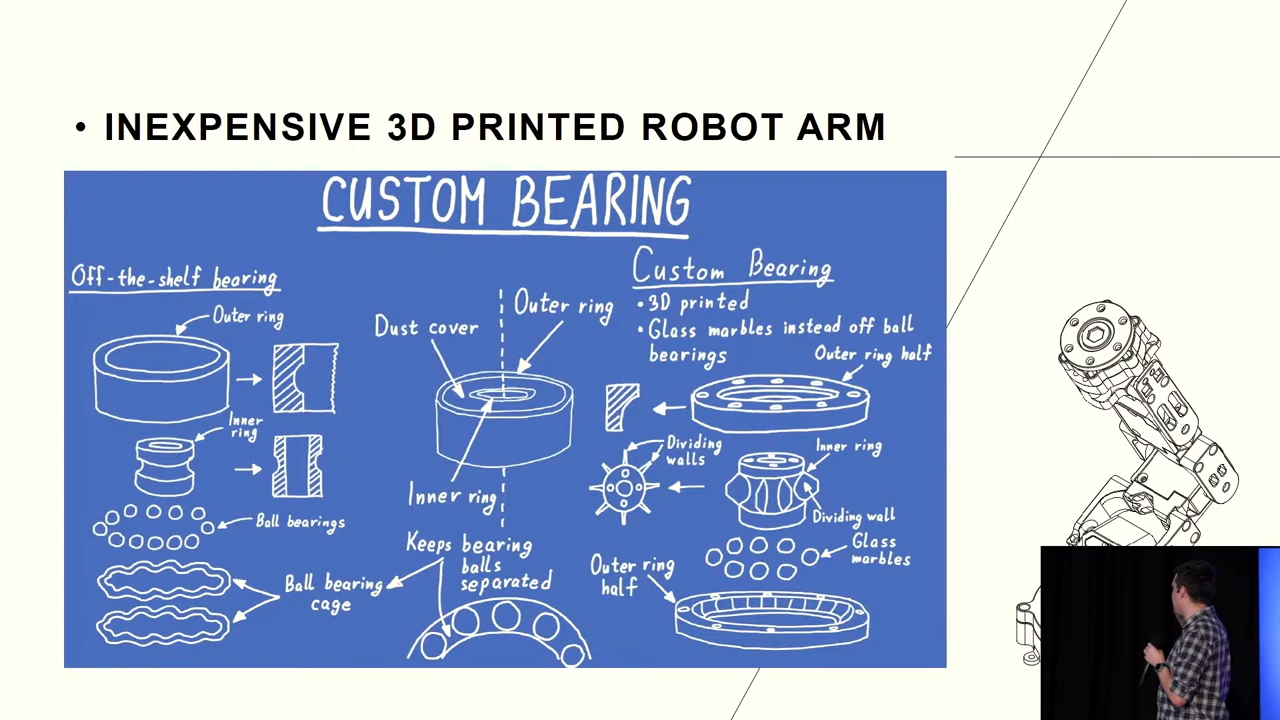 • INEXPENSIVE 3D PRINTED ROBOT ARM
CUSTOM BEARING
Off-the-shelf bearing
Outer ring
Inner
ring
Ball bearings
Ball bearing
cage
Dust cover
Outer ring
Inner ring
Keeps bearing
balls
separated
Custom Bearing
• 3D printed
• Glass marbles instead off ball
bearings
Outer ring half
Dividing
walls
Inner ring
Dividing wall
Glass
marbles
Outer ring
half